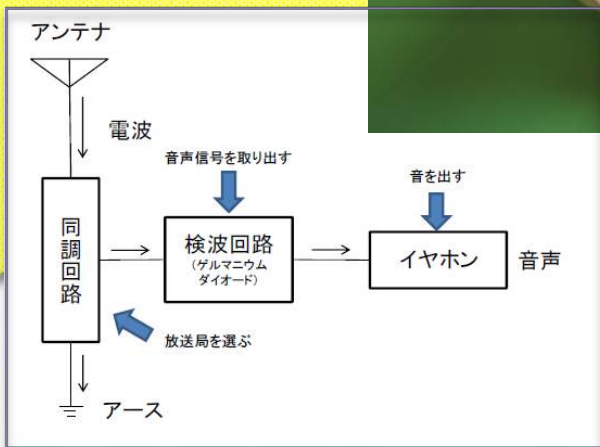 アンテナ
電波
音声信号を取り出す
音を出す
同調回路
検波回路
(ゲルマニウム
ダイオード)
イヤホン
音声
放送局を選ぶ
アース